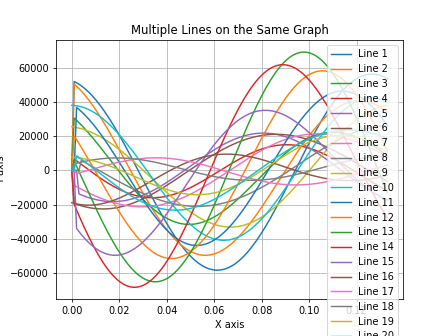 Multiple Lines on the Same Graph
60000
40000
20000
0
−20000
−40000
−60000
0.00 0.02 0.04 0.06 0.08 0.10
X axis
Line 1
Line 2
Line 3
Line 4
Line 5
Line 6
Line 7
Line 8
Line 9
Line 10
Line 11
Line 12
Line 13
Line 14
Line 15
Line 16
Line 17
Line 18
Line 19
Line 20